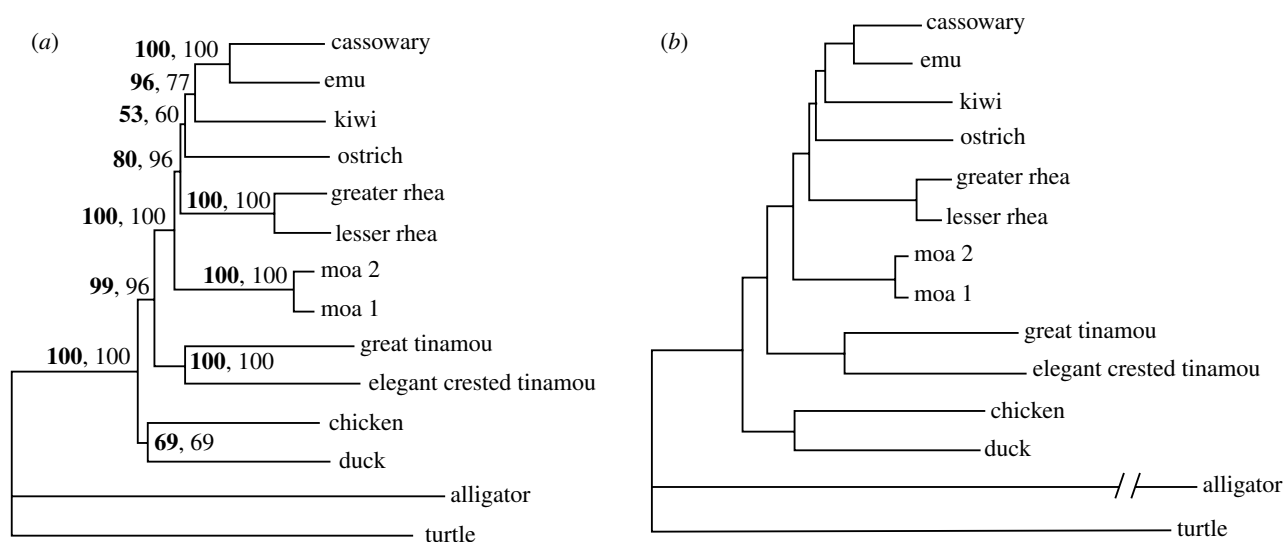 (a)
100, 100
cassowary
96, 77
emu
53, 60
kiwi
80, 96
ostrich
100, 100
greater rhea
100, 100
lesser rhea
100, 100
moa 2
99, 96
moa 1
100, 100
great tinamou
100, 100
elegant crested tinamou
chicken
69, 69
duck
alligator
turtle
(b)
cassowary
emu
kiwi
ostrich
greater rhea
lesser rhea
moa 2
moa 1
great tinamou
elegant crested tinamou
chicken
duck
alligator
turtle